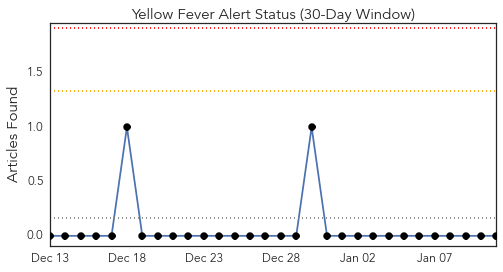 Yellow Fever Alert Status (30-Day Window)
Articles Found
1.5
1.0
0.5
0.0
Dec 13 Dec 18 Dec 23 Dec 28 Jan 02 Jan 07